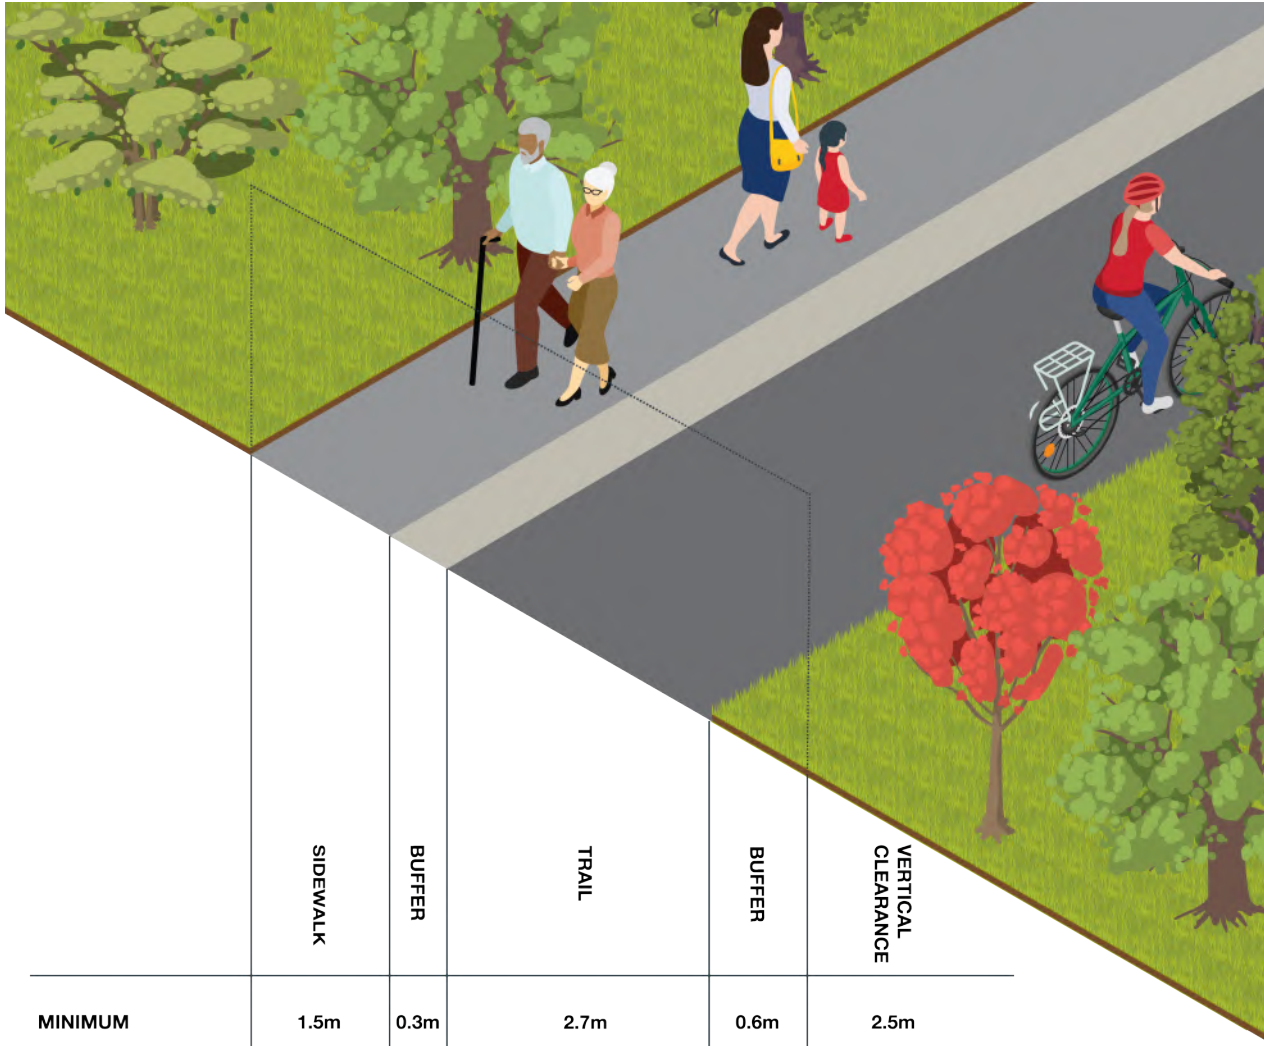 SIDEWALK
BUFFER
TRAIL
BUFFER
VERTICAL
CLEARANCE
MINIMUM 1.5m 0.3m 2.7m 0.6m 2.5m